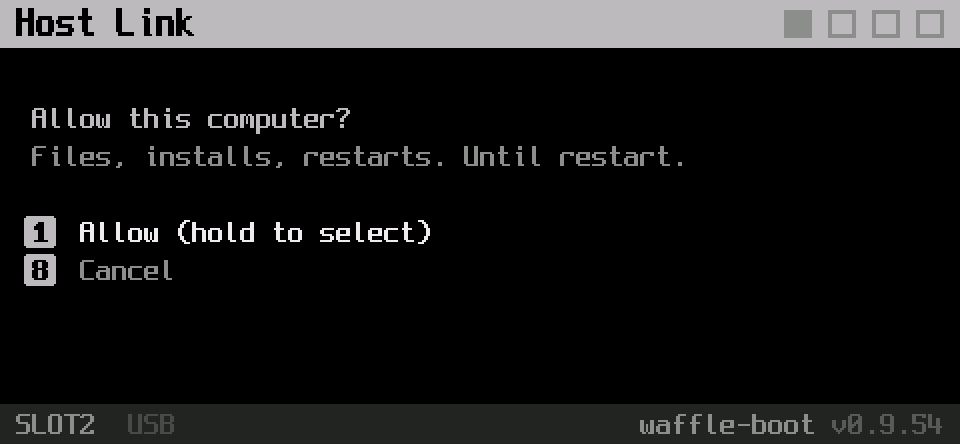 Host Link
Allow this computer?
Files, installs, restarts. Until restart.
1 Allow (hold to select)
8 Cancel
SLOT2 USB waffle-boot v0.9.54